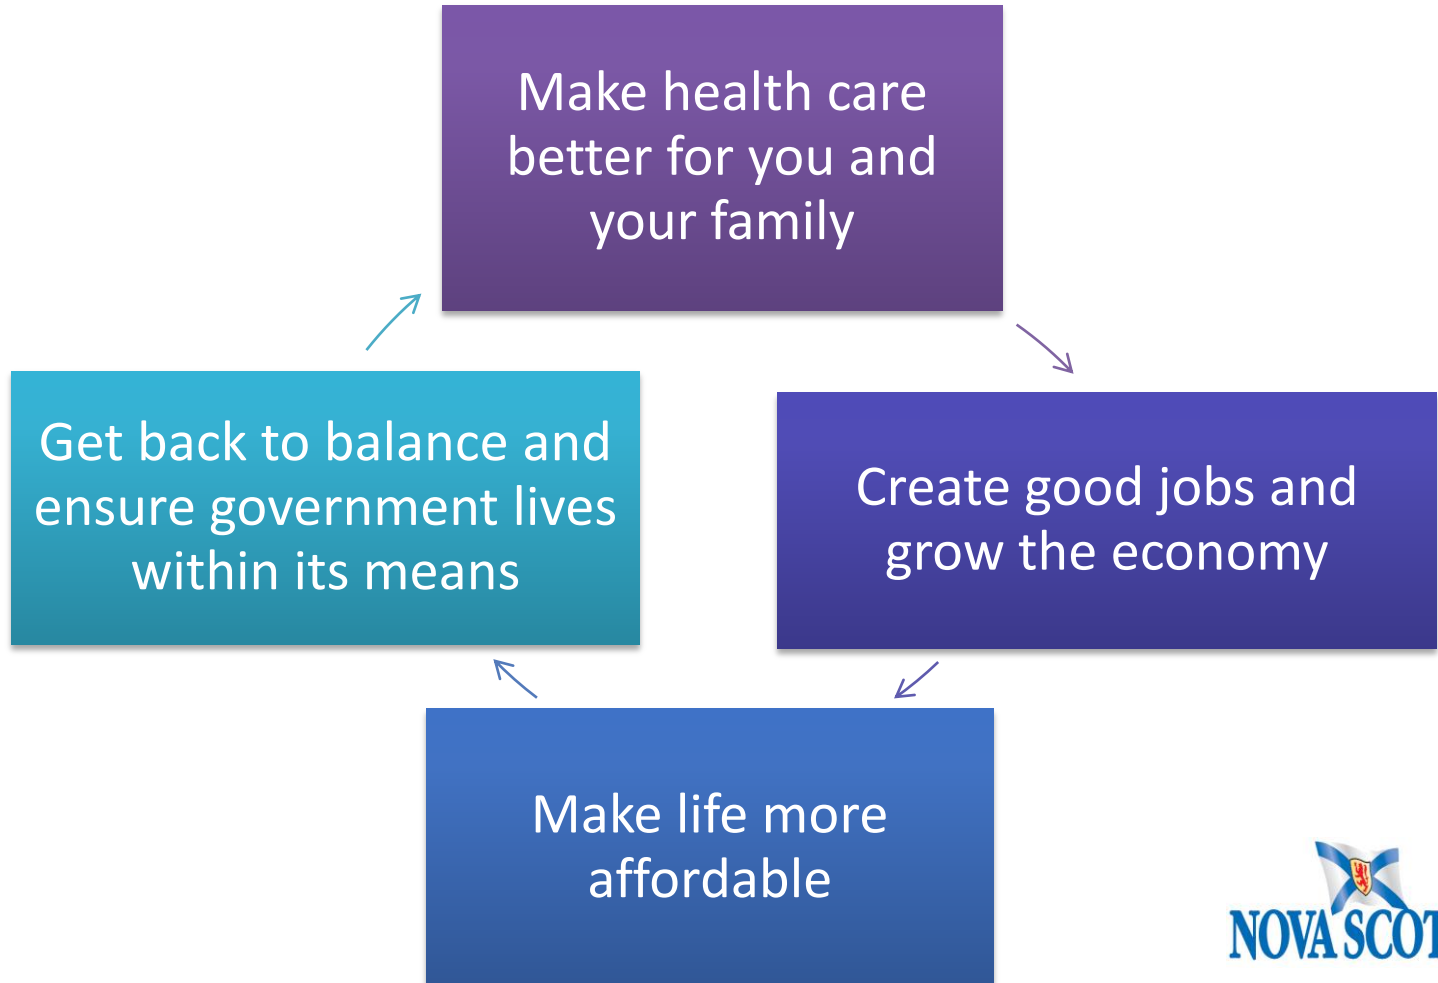 Make health care
better for you and
your family
Get back to balance and
ensure government lives
within its means
Create good jobs and
grow the economy
Make life more
affordable
NOVA SCOT